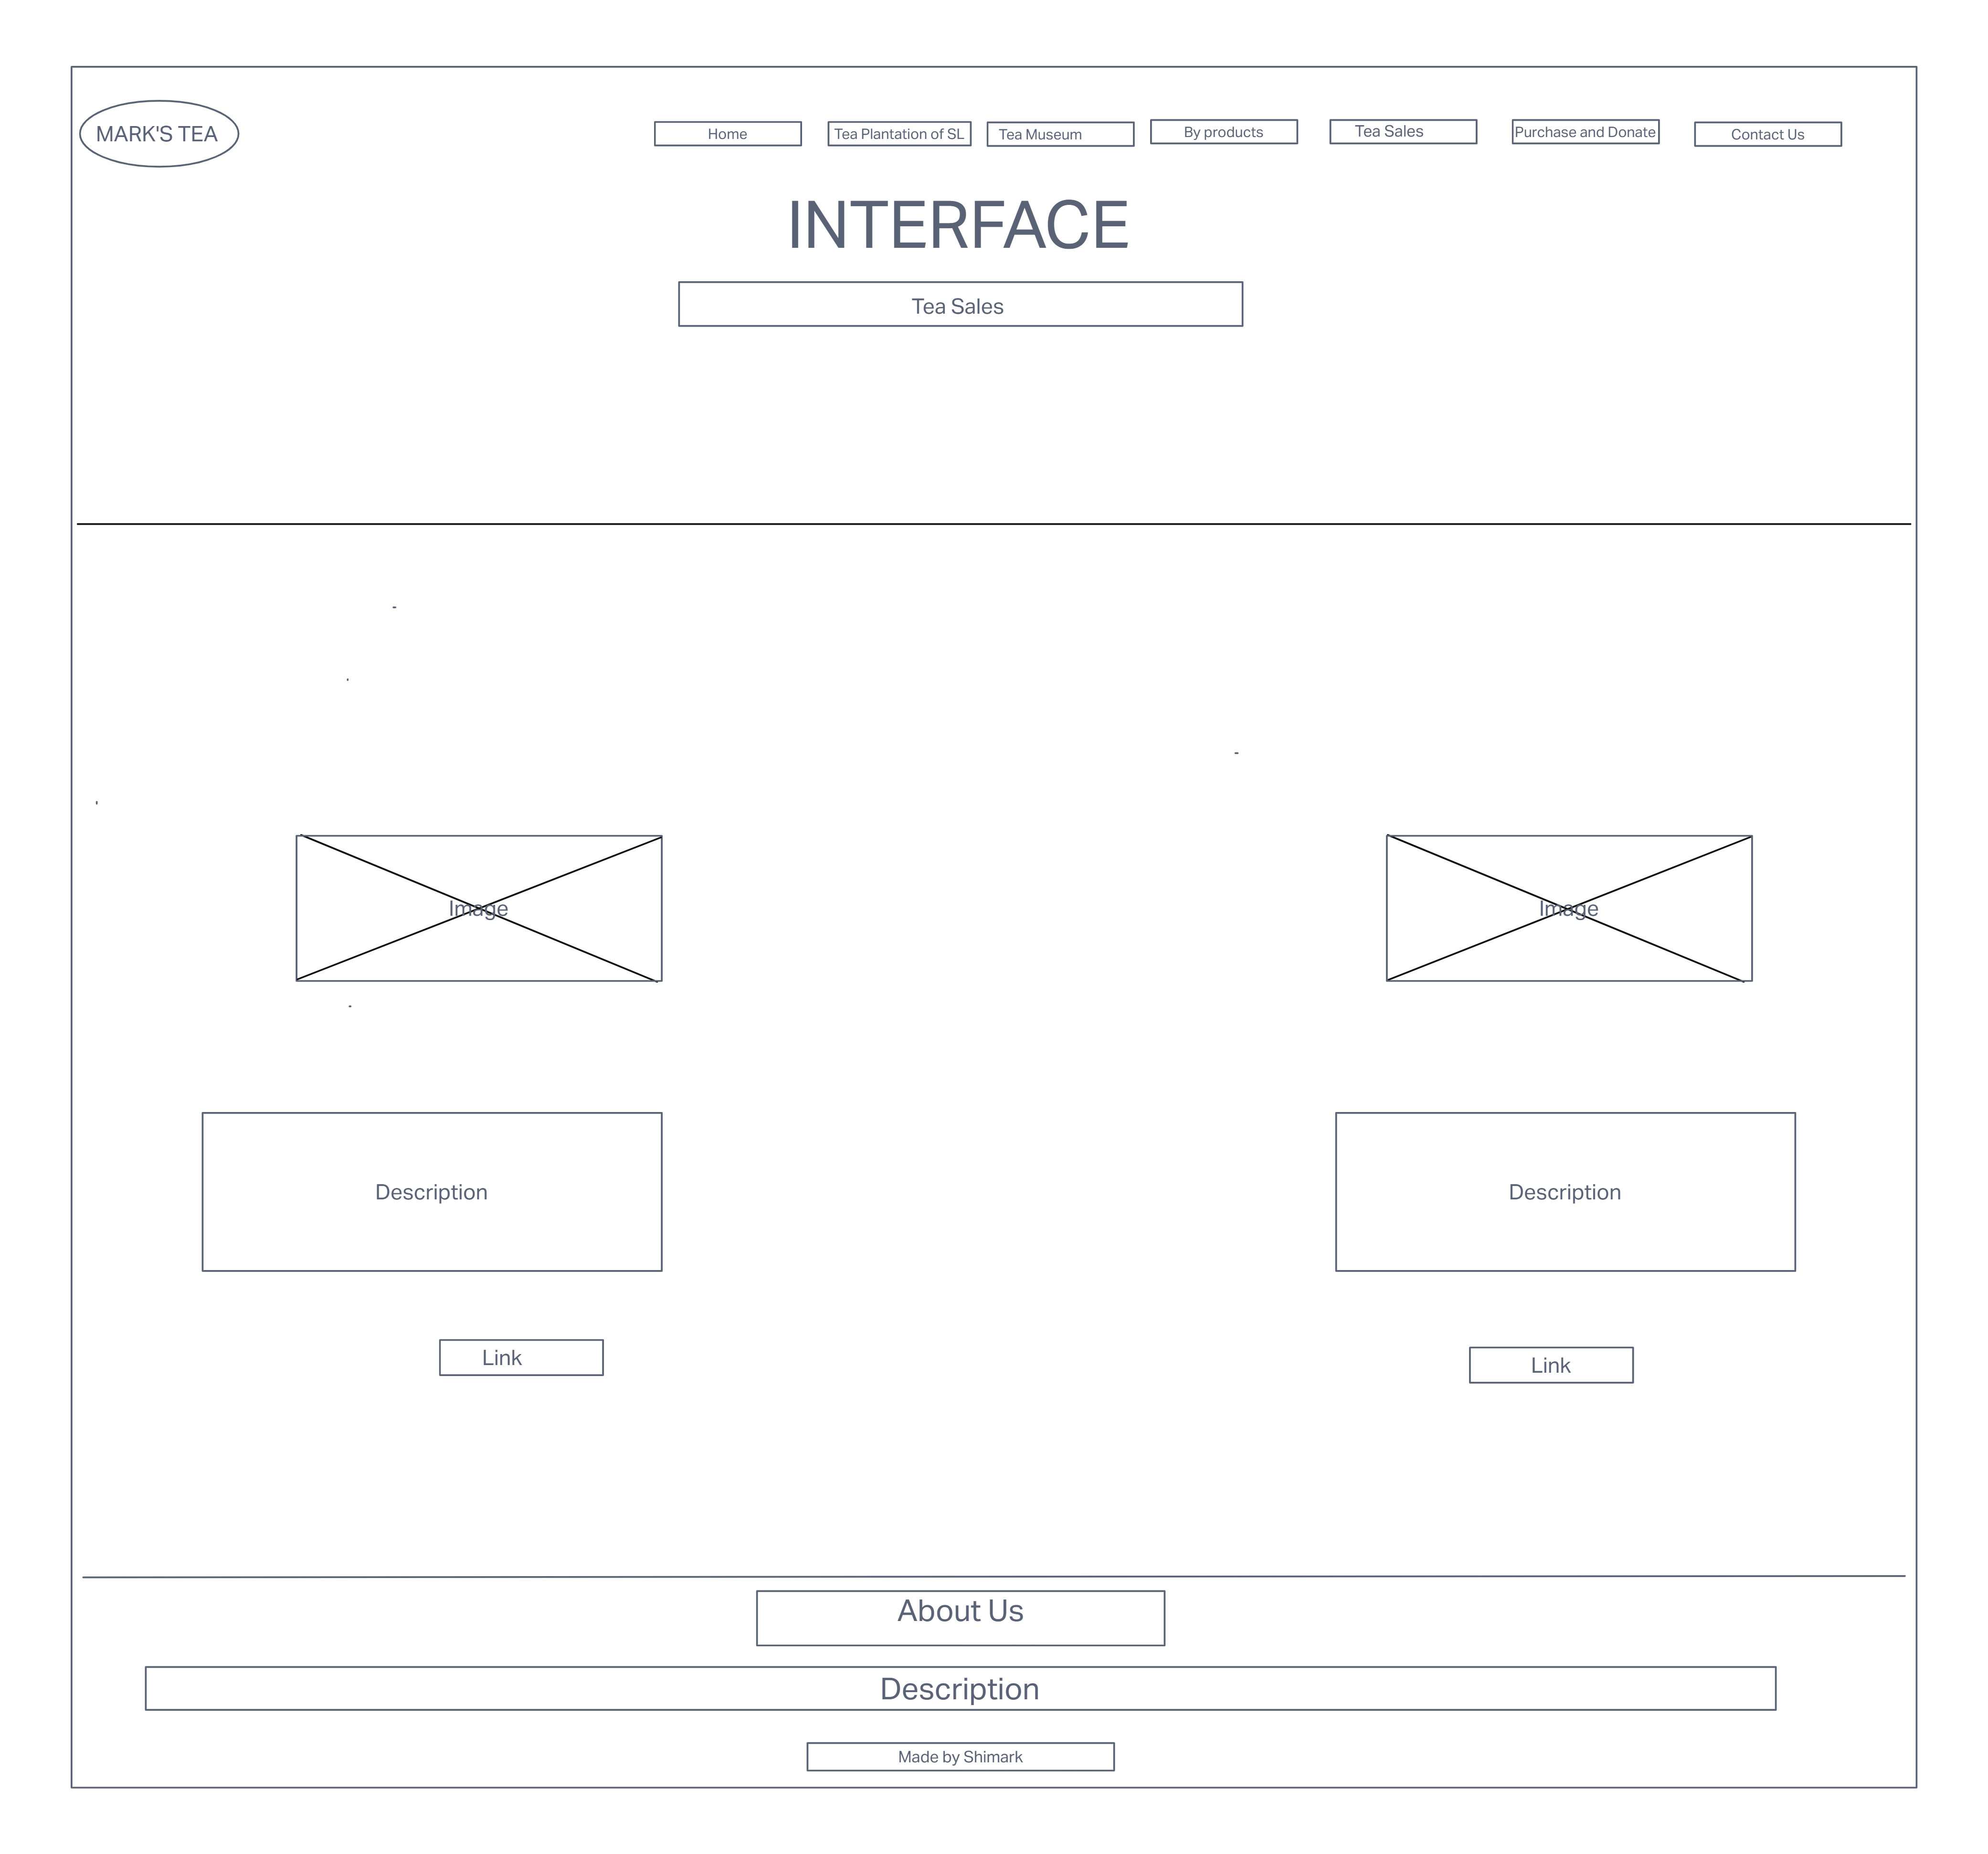 MARK'S TEA
Home
Tea Plantation of SL
Tea Museum
By products
Tea Sales
Purchase and Donate
Contact Us
INTERFACE
Tea Sales
Image
Image
Description
Description
Link
Link
About Us
Description
Made by Shimark